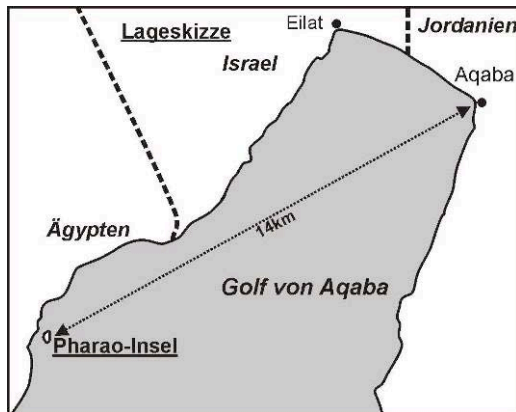 Lageskizze
Eilat
Jordanien
Israel
Aqaba
Ägypten
14km
Golf von Aqaba
Pharao-Insel